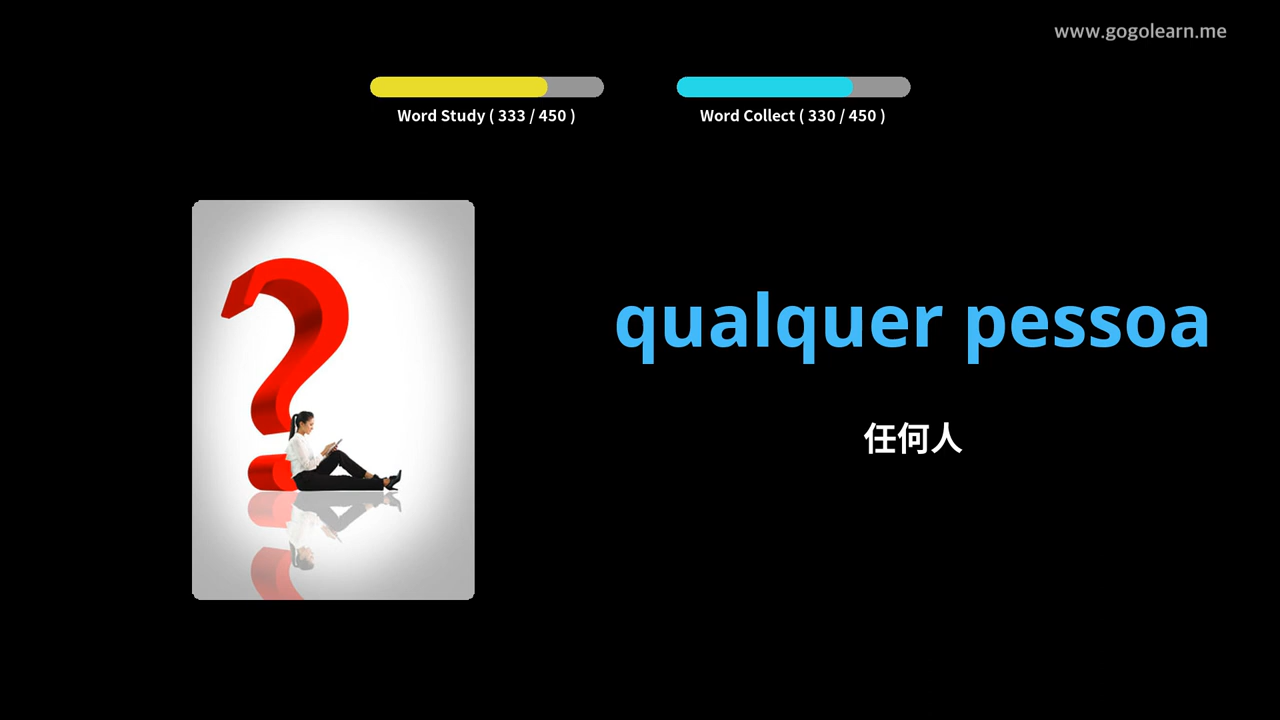 www.gogolearn.me
Word Study ( 333 / 450 )
Word Collect ( 330 / 450 )
qualquer pessoa
任何人